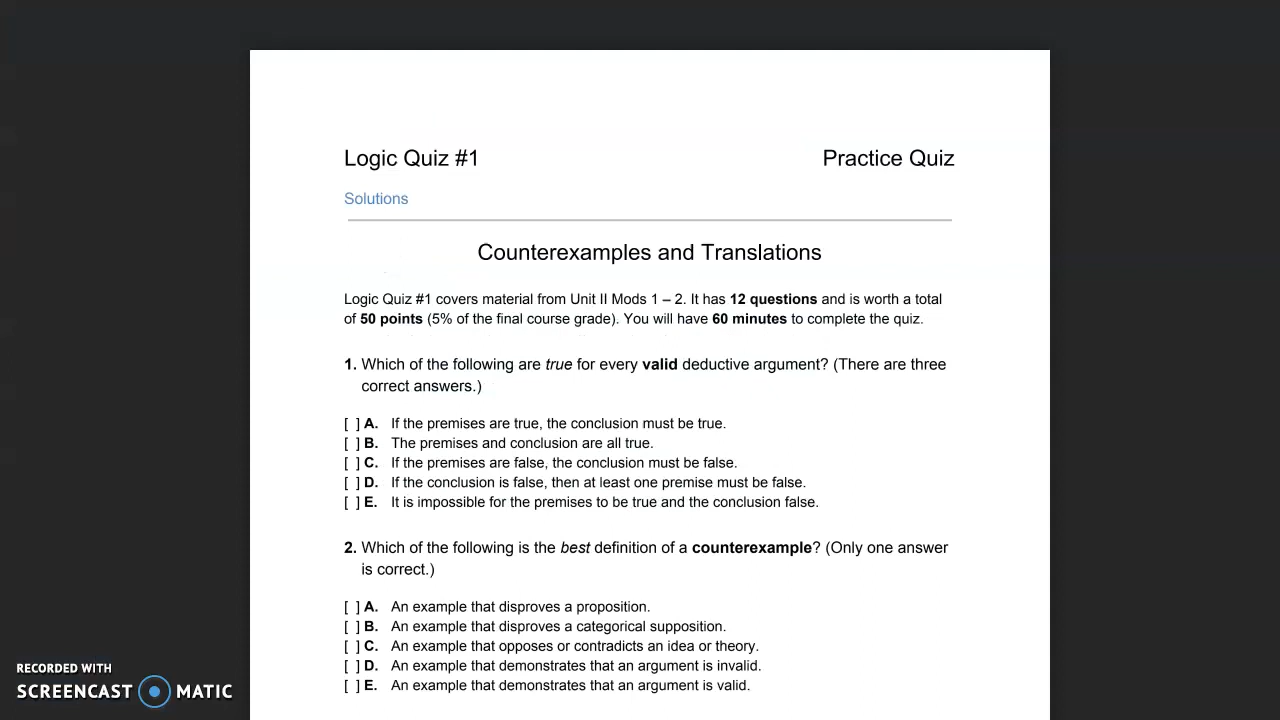 Logic Quiz #1 Practice Quiz
Solutions
Counterexamples and Translations
Logic Quiz #1 covers material from Unit II Mods 1 – 2. It has 12 questions and is worth a total
of 50 points (5% of the final course grade). You will have 60 minutes to complete the quiz.
1. Which of the following are true for every valid deductive argument? (There are three
correct answers.)
[ ] A. If the premises are true, the conclusion must be true.
[ ] B. The premises and conclusion are all true.
[ ] C. If the premises are false, the conclusion must be false.
[ ] D. If the conclusion is false, then at least one premise must be false.
[ ] E. It is impossible for the premises to be true and the conclusion false.
2. Which of the following is the best definition of a counterexample? (Only one answer
is correct.)
[ ] A. An example that disproves a proposition.
[ ] B. An example that disproves a categorical supposition.
[ ] C. An example that opposes or contradicts an idea or theory.
[ ] D. An example that demonstrates that an argument is invalid.
[ ] E. An example that demonstrates that an argument is valid.
RECORDED WITH
SCREENCAST MATIC